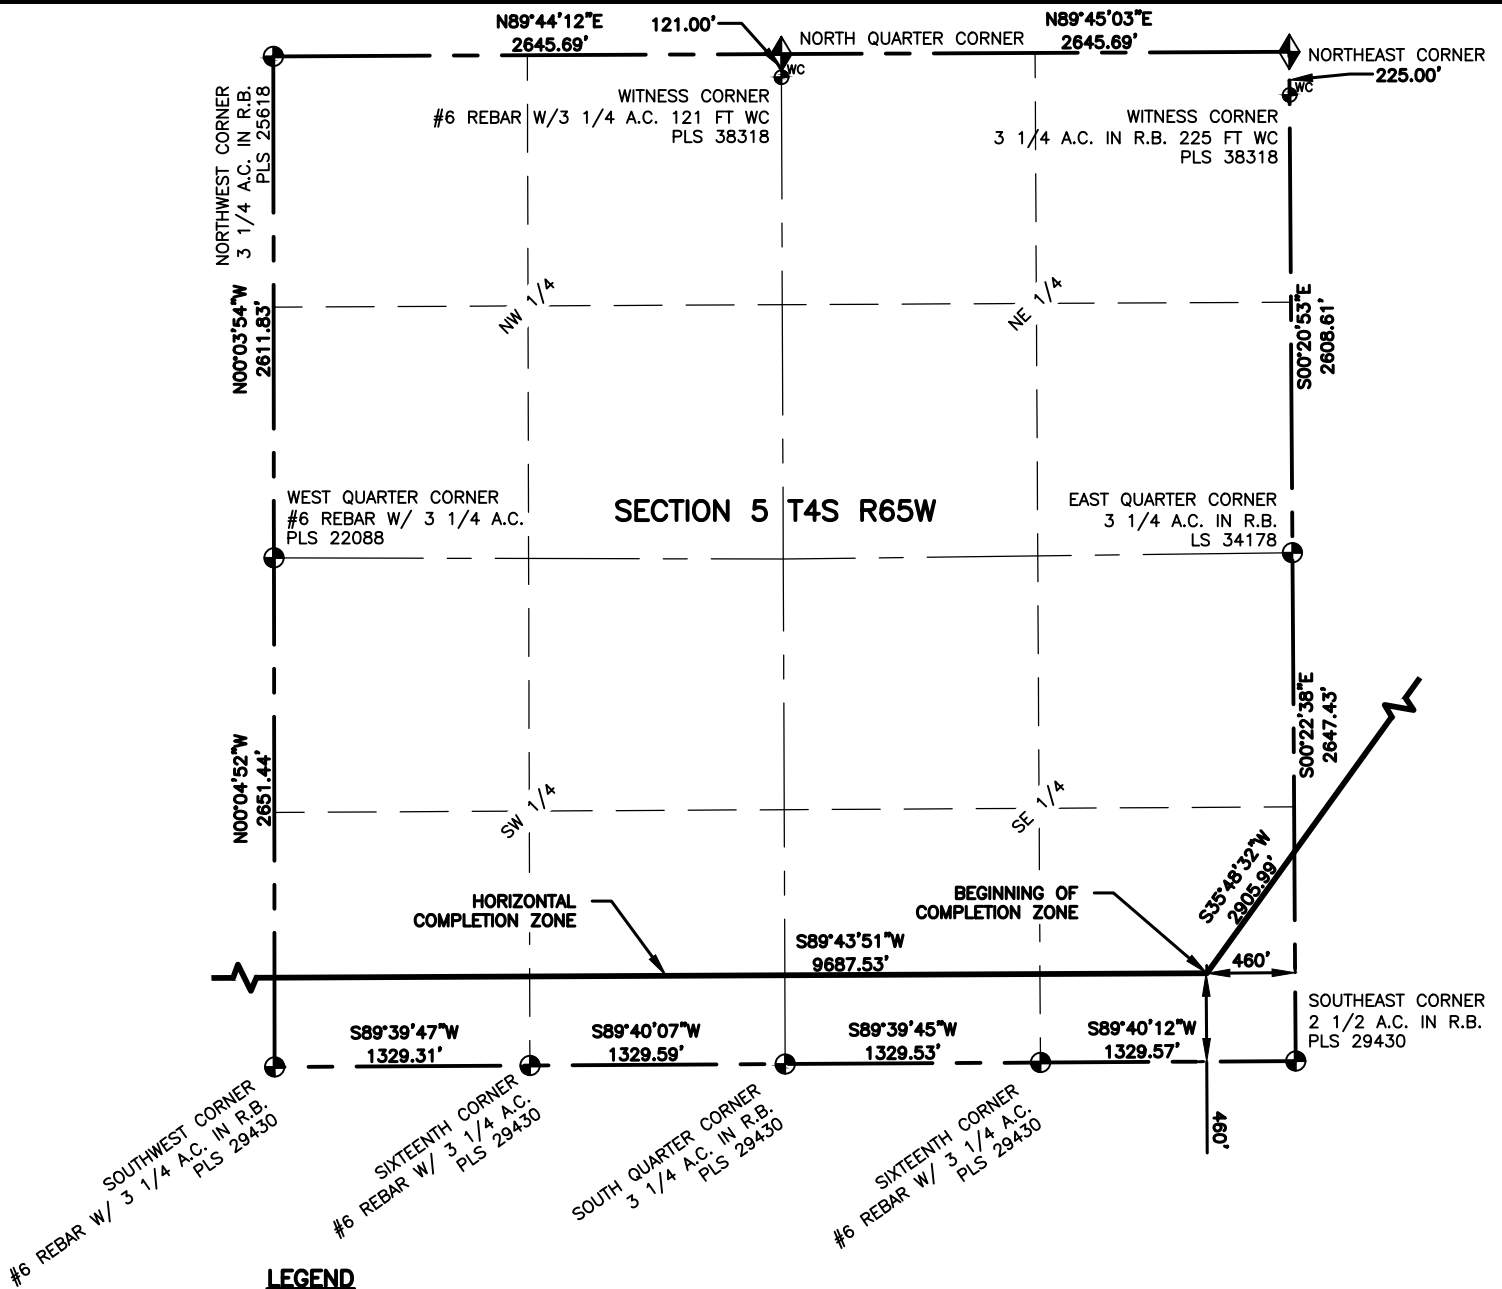 N89°44'12"E
2645.69'
121.00'
NORTH QUARTER CORNER
N89°45'03"E
2645.69'
NORTHEAST CORNER
225.00'
WC
WC
WITNESS CORNER
#6 REBAR W/3 1/4 A.C. 121 FT WC
PLS 38318
WITNESS CORNER
3 1/4 A.C. IN R.B. 225 FT WC
PLS 38318
NORTHWEST CORNER
3 1/4 A.C. IN R.B.
PLS 25618
N00°03'54"W
2611.83'
NW 1/4
NE 1/4
S00°20'53"E
2608.61'
WEST QUARTER CORNER
#6 REBAR W/ 3 1/4 A.C.
PLS 22088
SECTION 5 T4S R65W
EAST QUARTER CORNER
3 1/4 A.C. IN R.B.
LS 34178
N00°04'52"W
2651.44'
SW 1/4
SE 1/4
S00°22'38"E
2647.43'
S35°48'32"W
2905.99'
HORIZONTAL
COMPLETION ZONE
BEGINNING OF
COMPLETION ZONE
S89°43'51"W
9687.53'
460'
S89°39'47"W
1329.31'
S89°40'07"W
1329.59'
S89°39'45"W
1329.53'
S89°40'12"W
1329.57'
SOUTHEAST CORNER
2 1/2 A.C. IN R.B.
PLS 29430
460'
SOUTHWEST CORNER
#6 REBAR W/ 3 1/4 A.C. IN R.B.
PLS 29430
SIXTEENTH CORNER
#6 REBAR W/ 3 1/4 A.C.
PLS 29430
SOUTH QUARTER CORNER
3 1/4 A.C. IN R.B.
PLS 29430
SIXTEENTH CORNER
#6 REBAR W/ 3 1/4 A.C.
PLS 29430
LEGEND